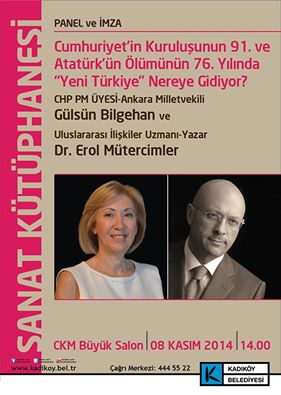 SANAT KÜTÜPHANESİ
PANEL ve İMZA
Cumhuriyet'in Kuruluşunun 91. ve
Atatürk'ün Ölümünün 76. Yılında
"Yeni Türkiye" Nereye Gidiyor?
CHP PM ÜYESİ-Ankara Milletvekili
Gülsün Bilgehan ve
Uluslararası İlişkiler Uzmanı-Yazar
Dr. Erol Mütercimler
CKM Büyük Salon | 08 KASIM 2014 | 14.00
www.kadikoy.bel.tr
Çağrı Merkezi: 444 55 22
KADIKÖY
BELEDİYESİ